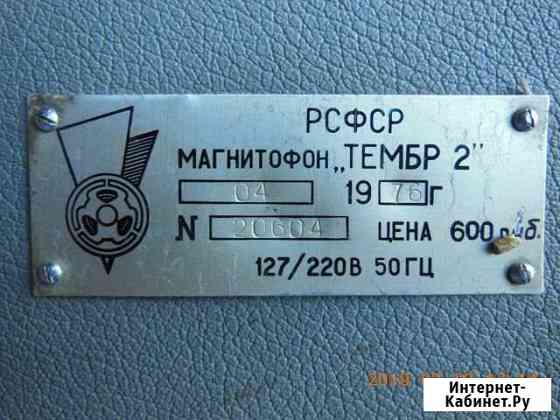 РСФСР
МАГНИТОФОН „ТЕМБР 2"
04 1976г
N 20604 ЦЕНА 600 руб.
127/220В 50ГЦ
Интернет-
Кабинет.Ру